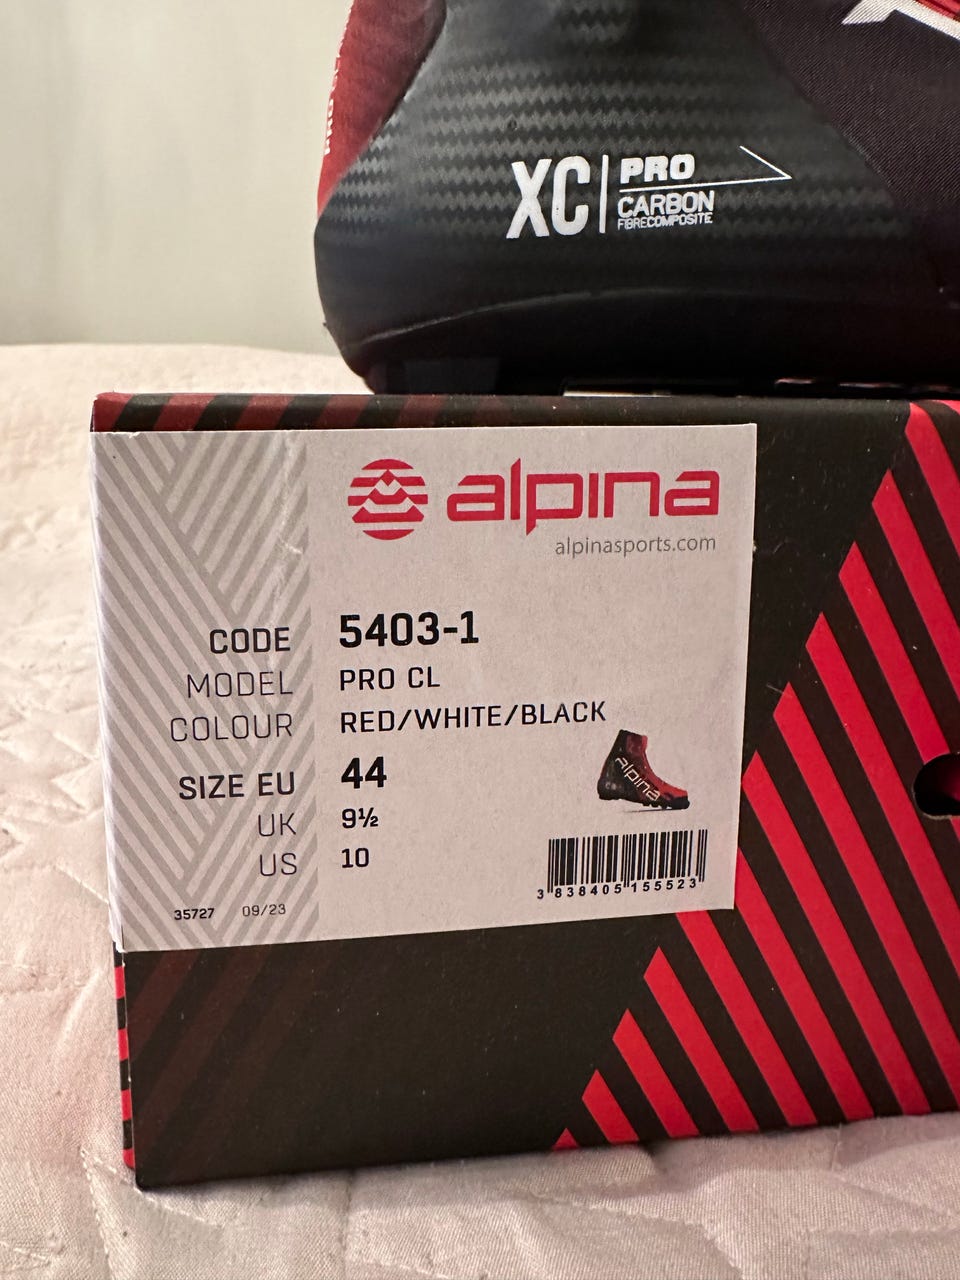 XC PRO
CARBON
FIBRECOMPOSITE
alpina
alpinasports.com
CODE 5403-1
MODEL PRO CL
COLOUR RED/WHITE/BLACK
SIZE EU 44
UK 9½
US 10
alpina
35727 09/23
3 838405 155523